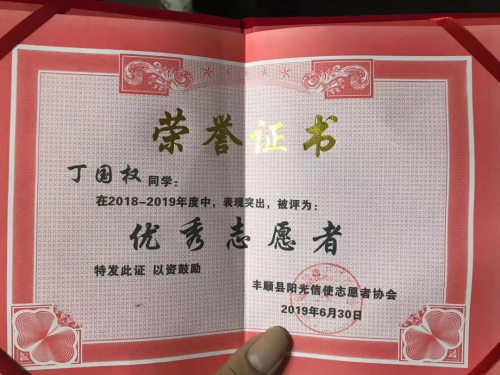 荣誉证书
丁国权同学：
在2018-2019年度中，表现突出，被评为：
优秀志愿者
特发此证 以资鼓励
丰顺县阳光信使志愿者协会
2019年6月30日